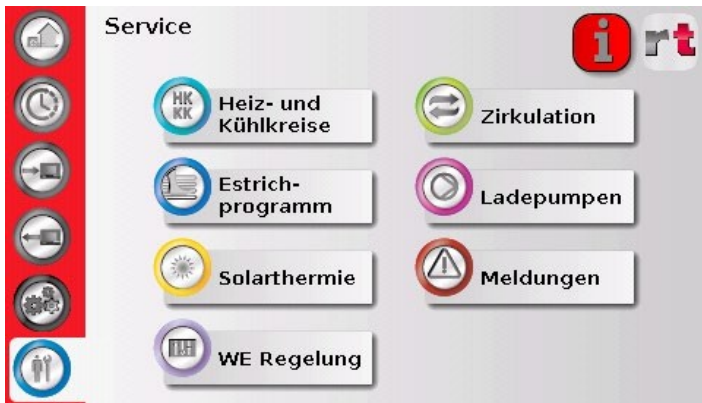 Service
i
rt
HK
KK
Heiz- und
Kühlkreise
Zirkulation
Estrich-
programm
Ladepumpen
Solarthermie
Meldungen
WE Regelung